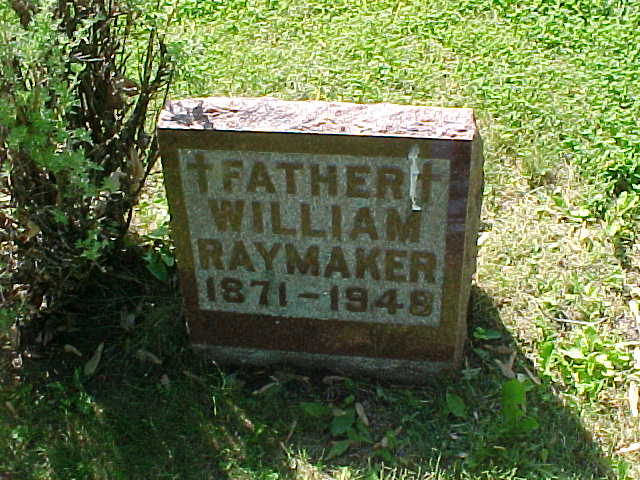 ✝ FATHER ✝
WILLIAM
RAYMAKER
1871-1948